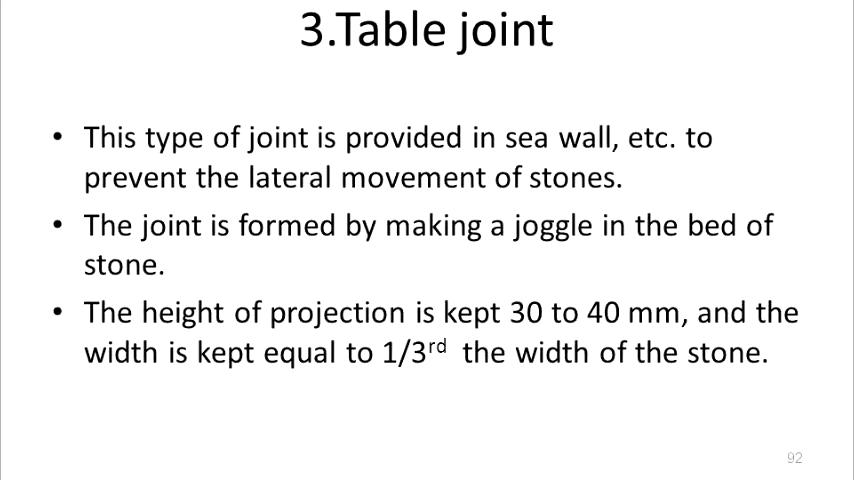 3.Table joint
• This type of joint is provided in sea wall, etc. to
prevent the lateral movement of stones.
• The joint is formed by making a joggle in the bed of
stone.
• The height of projection is kept 30 to 40 mm, and the
width is kept equal to 1/3rd the width of the stone.
92